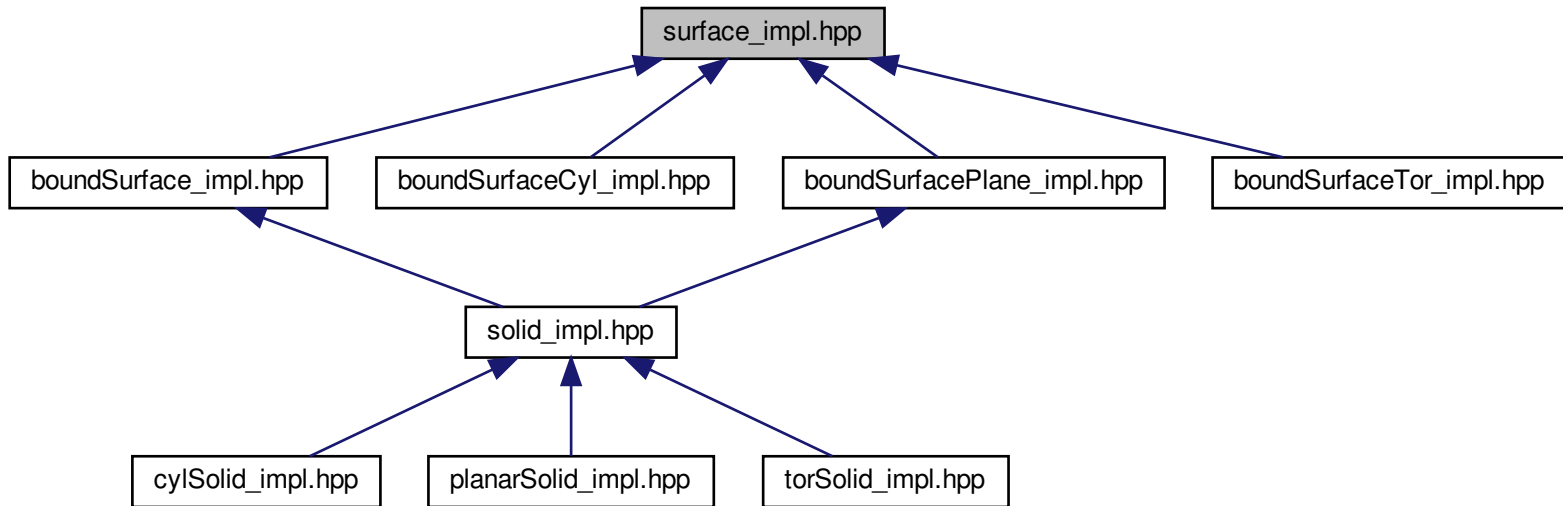 surface_impl.hpp
boundSurface_impl.hpp
boundSurfaceCyl_impl.hpp
boundSurfacePlane_impl.hpp
boundSurfaceTor_impl.hpp
solid_impl.hpp
cylSolid_impl.hpp
planarSolid_impl.hpp
torSolid_impl.hpp